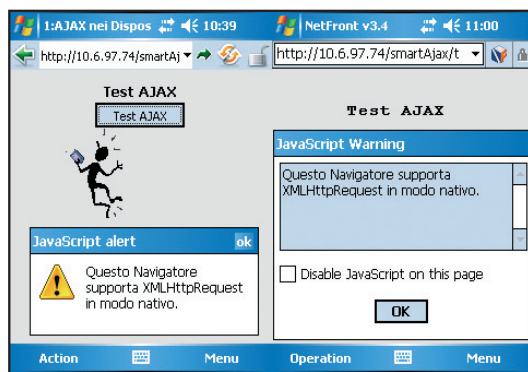 1:AJAX nei Dispos 10:39
http://10.6.97.74/smartAj
Test AJAX
Test AJAX
JavaScript alert ok
Questo Navigatore
supporta XMLHttpRequest
in modo nativo.
Action Menu
NetFront v3.4 11:00
http://10.6.97.74/smartAjax/t
Test AJAX
JavaScript Warning
Questo Navigatore supporta
XMLHttpRequest in modo nativo.
Disable JavaScript on this page
OK
Operation Menu